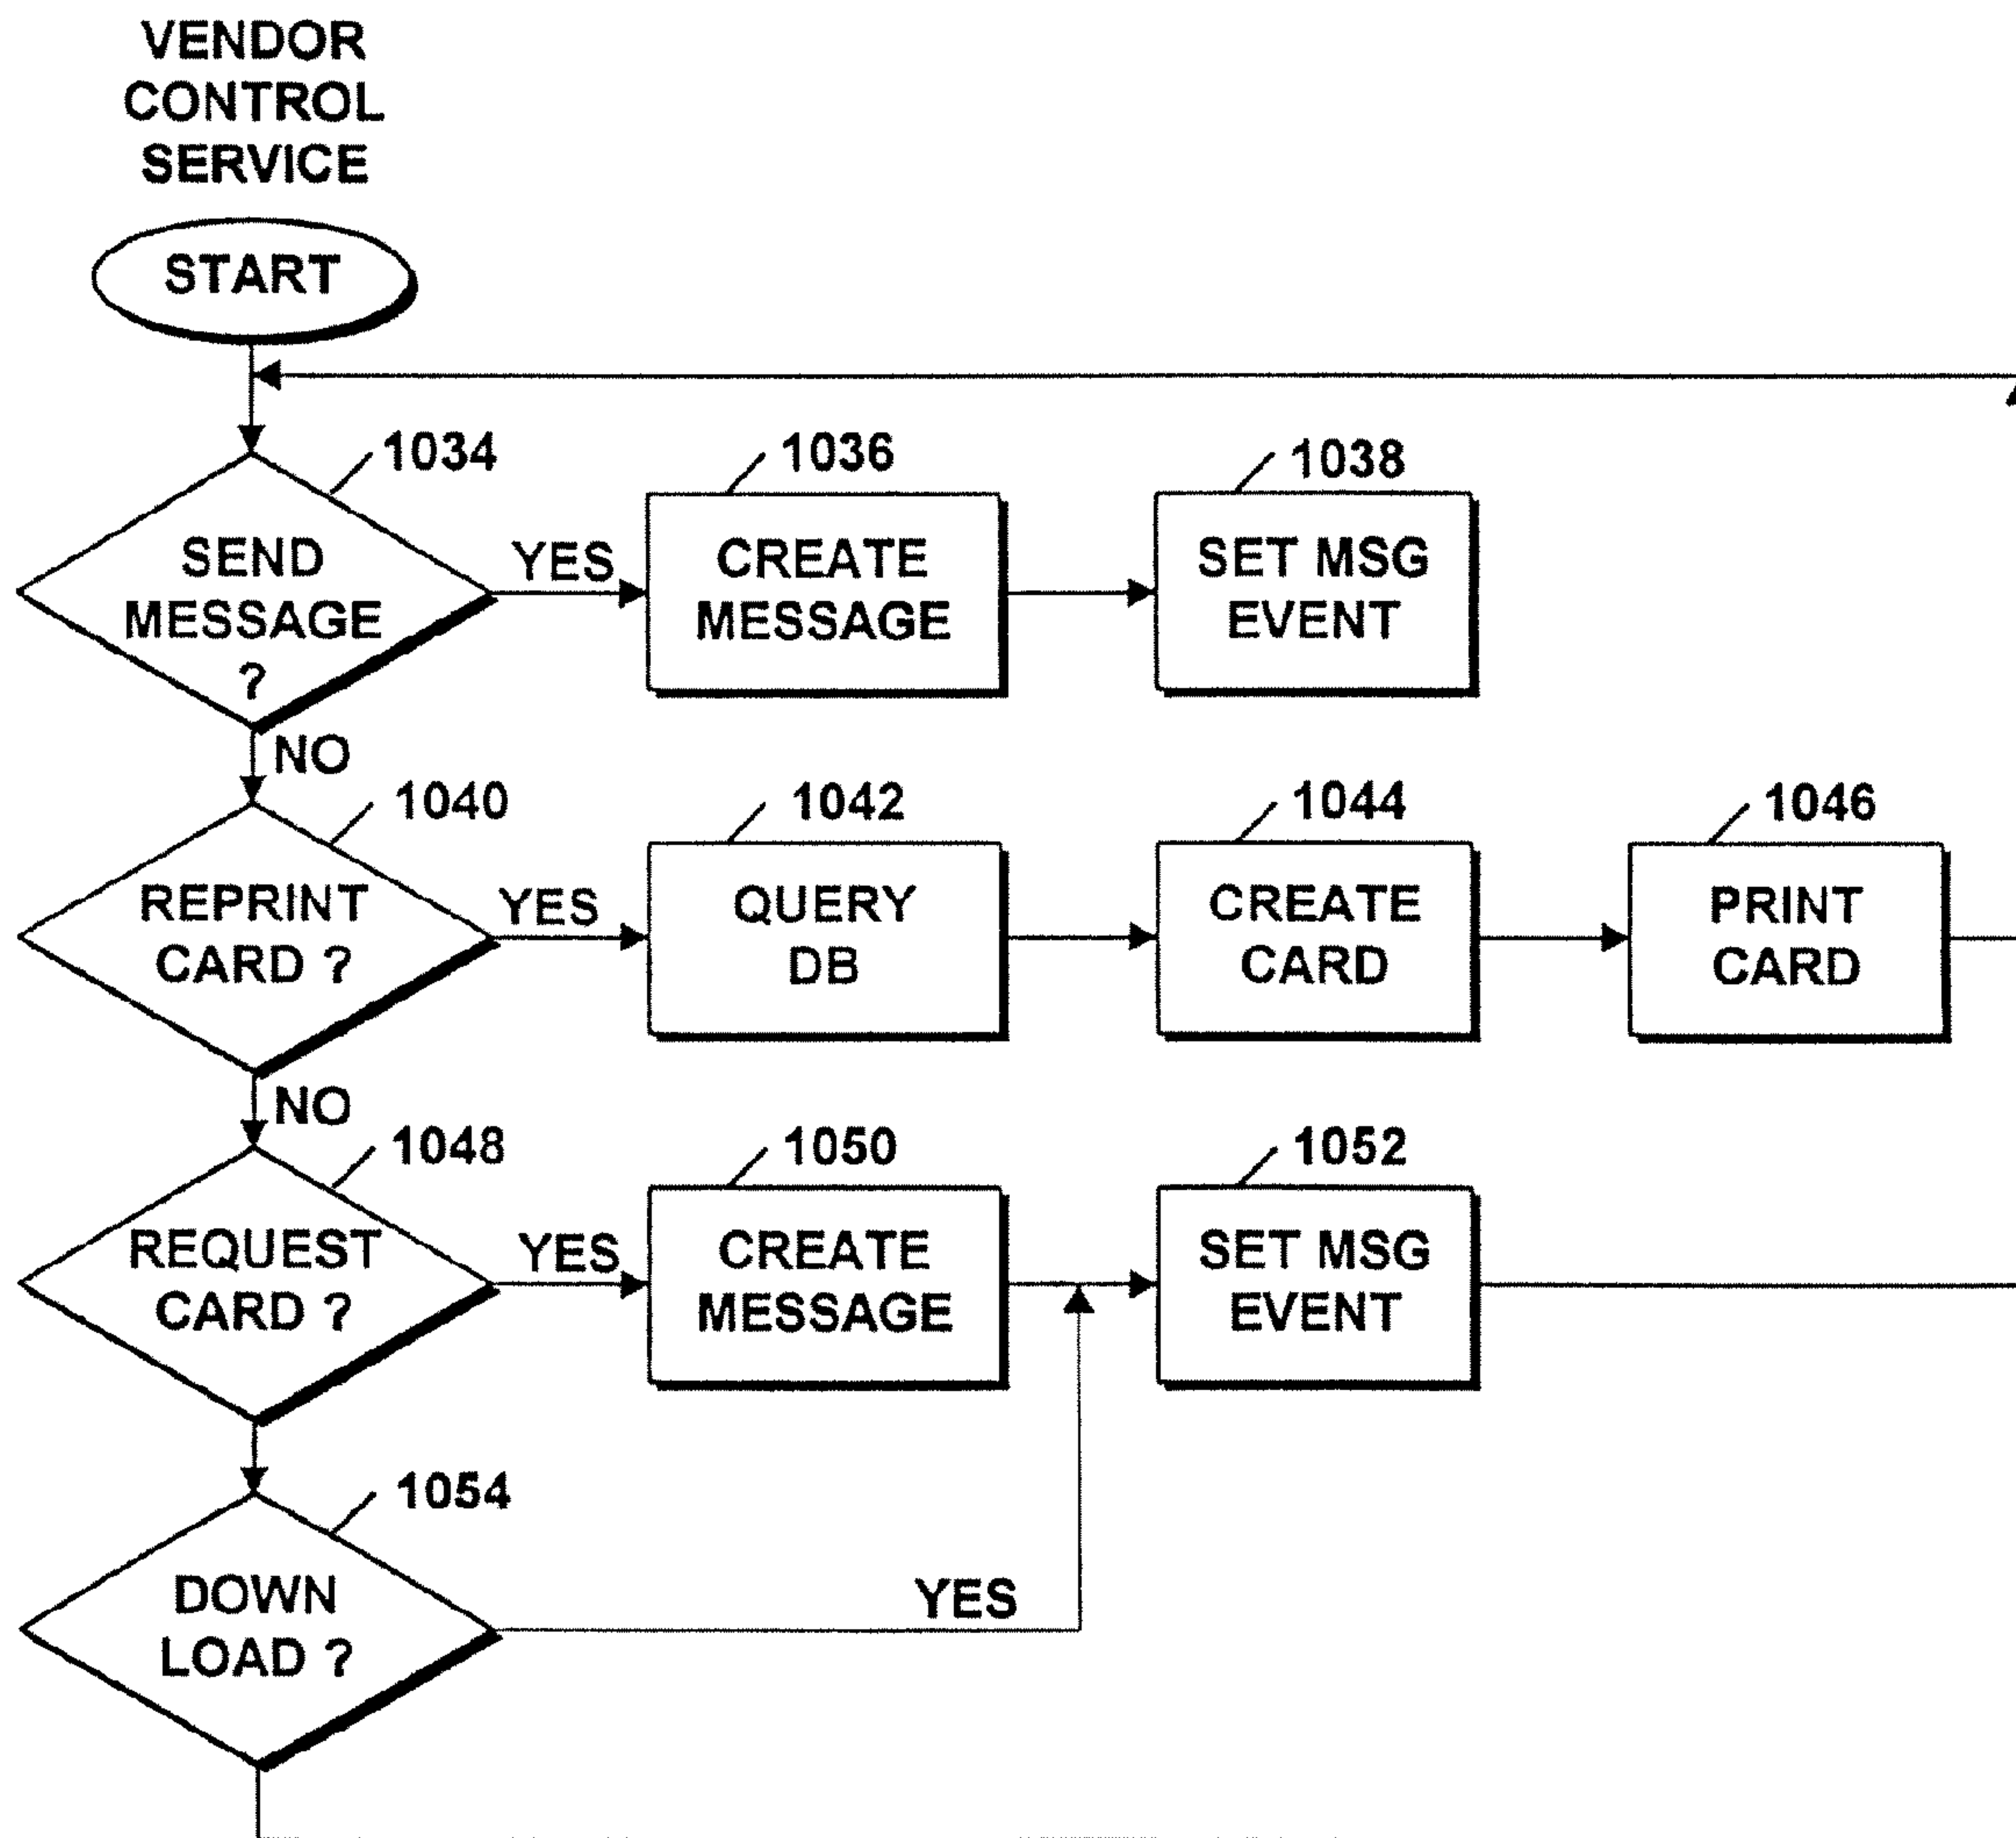 VENDOR
CONTROL
SERVICE
START
1034
1036
1038
SEND
MESSAGE
?
YES
CREATE
MESSAGE
SET MSG
EVENT
NO
1040
1042
1044
1046
REPRINT
CARD ?
YES
QUERY
DB
CREATE
CARD
PRINT
CARD
NO
1048
1050
1052
REQUEST
CARD ?
YES
CREATE
MESSAGE
SET MSG
EVENT
1054
DOWN
LOAD ?
YES